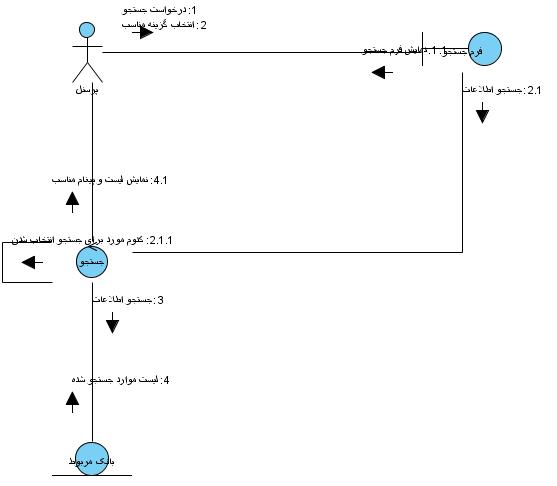 1: درخواست جستجو
2: انتخاب گزینه مناسب
1.1: نمایش فرم جستجو
فرم جستجو
پرسنل
2.1: جستجو اطلاعات
4.1: نمایش لیست و پیغام مناسب
2.1.1: کدوم مورد برای جستجو انتخاب شدن
جستجو
3: جستجو اطلاعات
4: لیست موارد جستجو شده
بانک مربوط